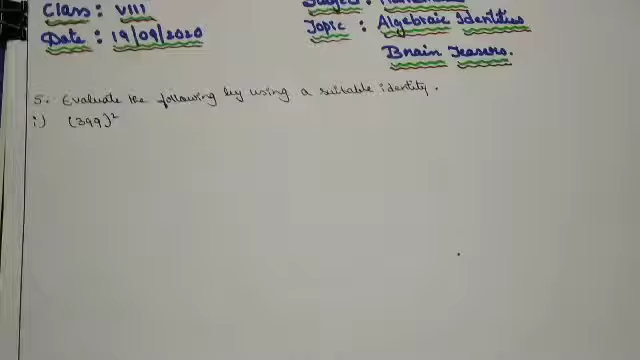 Class: VIII
Subject:
Date: 19/09/2020
Topic: Algebraic Identities
Brain Teasers.
5. Evaluate the following by using a suitable identity.
i) (399)²